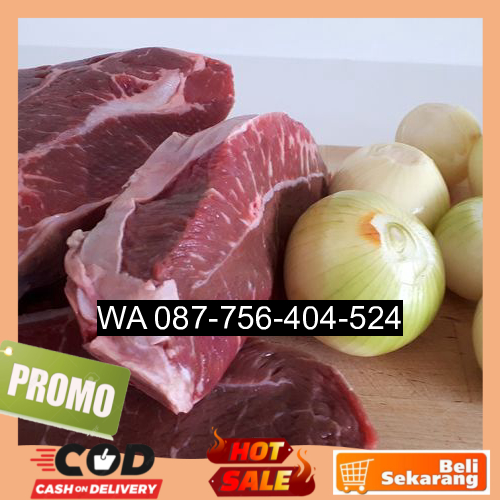 WA 087-756-404-524
PROMO
COD
CASH ON DELIVERY
HOT
SALE
Beli
Sekarang